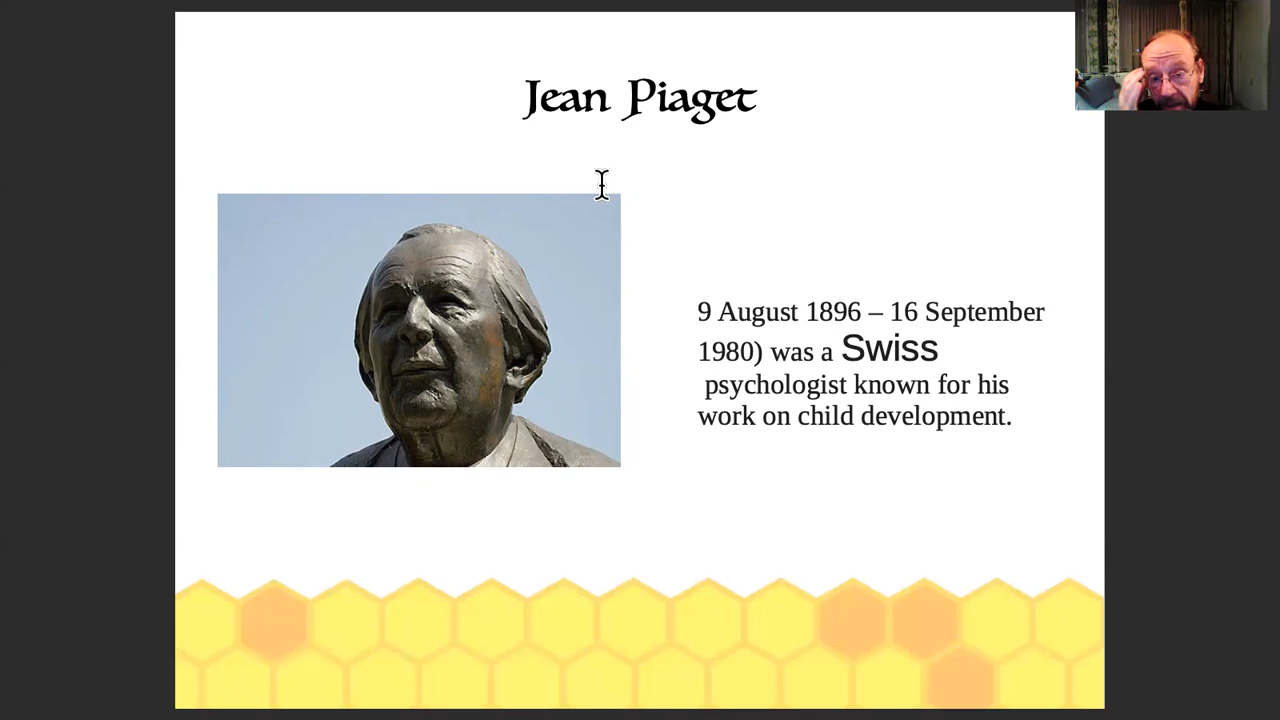 Jean Piaget
9 August 1896 – 16 September
1980) was a Swiss
psychologist known for his
work on child development.